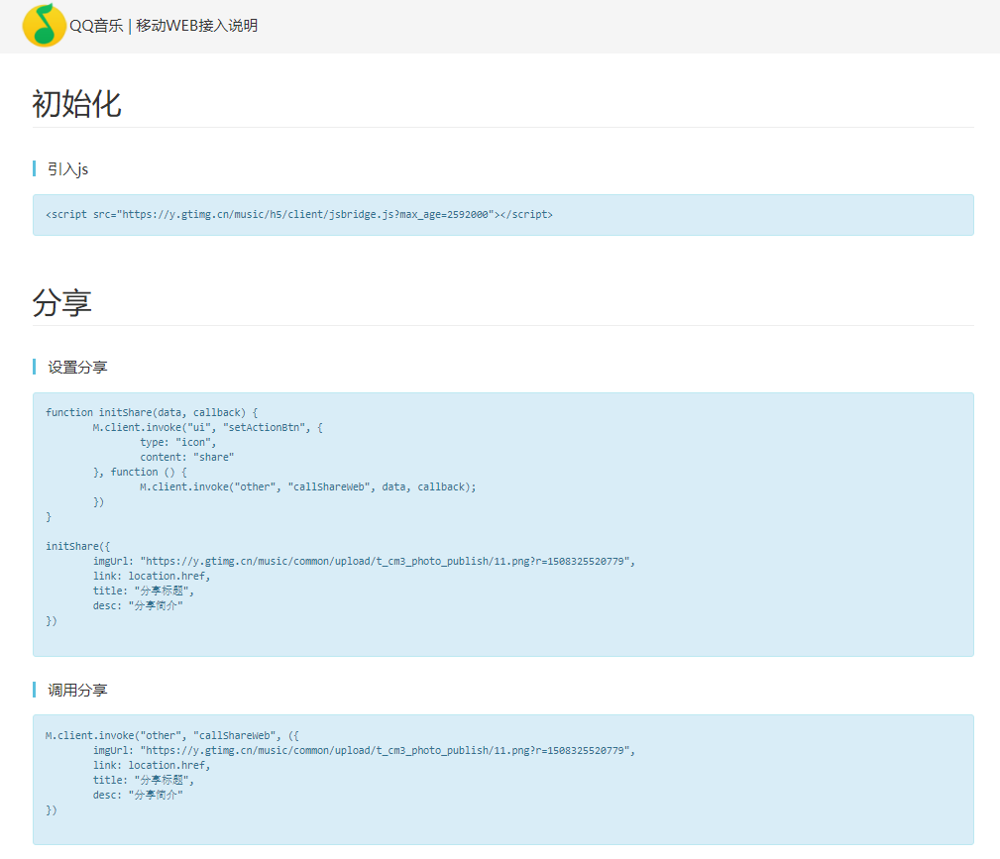 QQ音乐 | 移动WEB接入说明
初始化
引入js
<script src="https://y.gtimg.cn/music/h5/client/jsbridge.js?max_age=2592000"></script>
分享
设置分享
function initShare(data, callback) {
        M.client.invoke("ui", "setActionBtn", {
                type: "icon",
                content: "share"
        }, function () {
                M.client.invoke("other", "callShareWeb", data, callback);
        })
}
initShare({
        imgUrl: "https://y.gtimg.cn/music/common/upload/t_cm3_photo_publish/11.png?r=1508325520779",
        link: location.href,
        title: "分享标题",
        desc: "分享简介"
})
调用分享
M.client.invoke("other", "callShareWeb", ({
        imgUrl: "https://y.gtimg.cn/music/common/upload/t_cm3_photo_publish/11.png?r=1508325520779",
        link: location.href,
        title: "分享标题",
        desc: "分享简介"
})